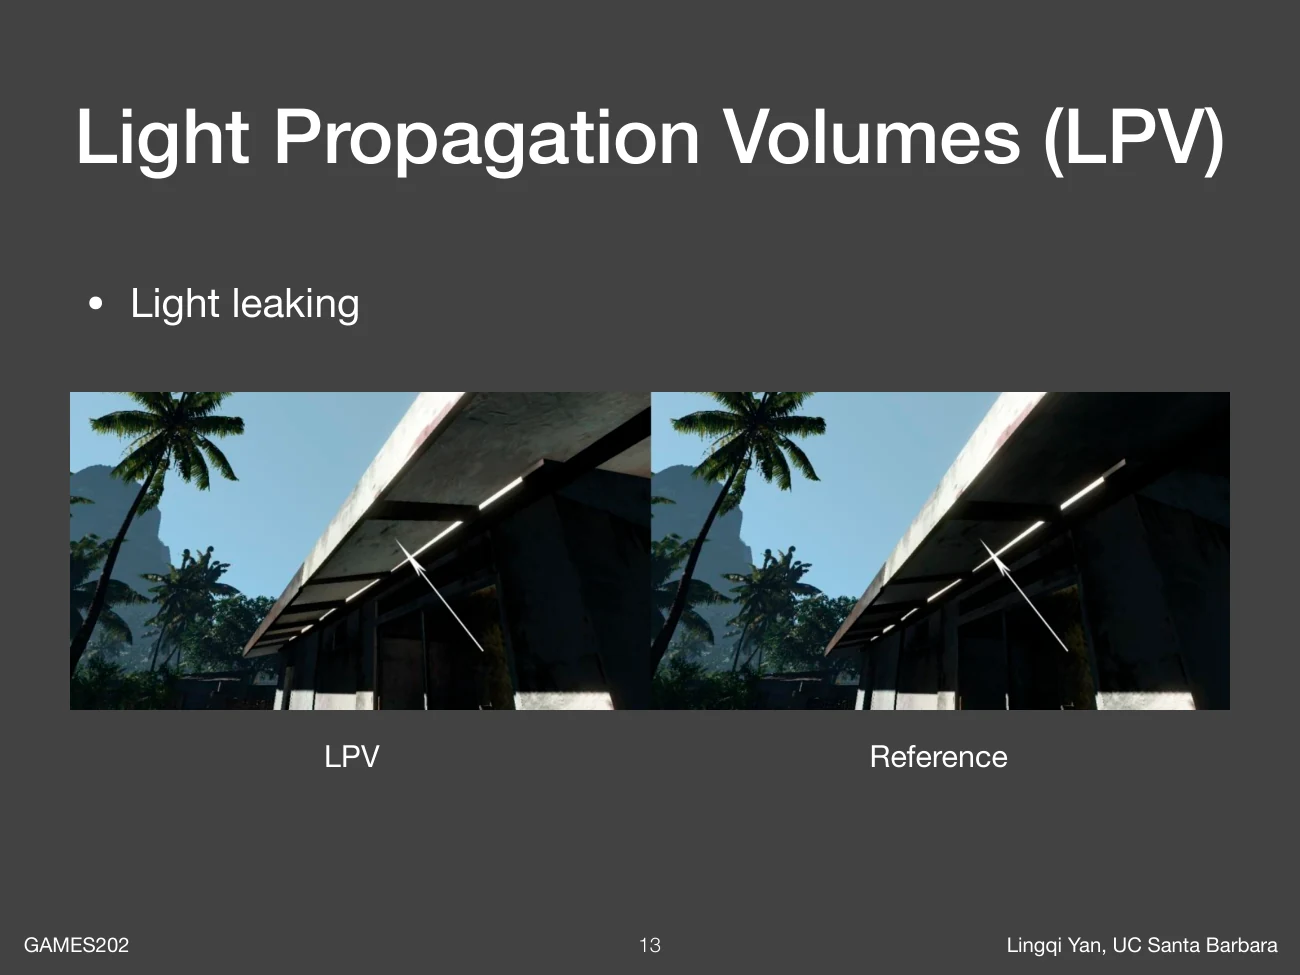 Light Propagation Volumes (LPV)
• Light leaking
LPV
Reference
GAMES202
13
Lingqi Yan, UC Santa Barbara